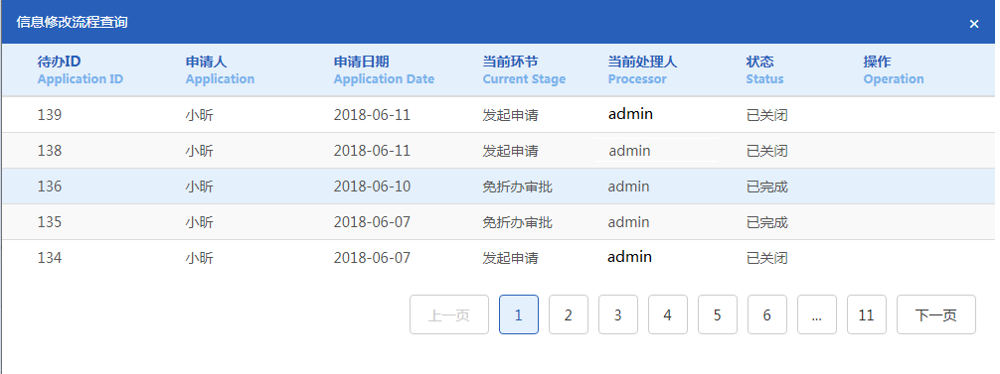 信息修改流程查询 ×
待办ID 申请人 申请日期 当前环节 当前处理人 状态 操作
Application ID Application Application Date Current Stage Processor Status Operation
139 小昕 2018-06-11 发起申请 admin 已关闭
138 小昕 2018-06-11 发起申请 admin 已关闭
136 小昕 2018-06-10 免折办审批 admin 已完成
135 小昕 2018-06-07 免折办审批 admin 已完成
134 小昕 2018-06-07 发起申请 admin 已关闭
上一页 1 2 3 4 5 6 ... 11 下一页